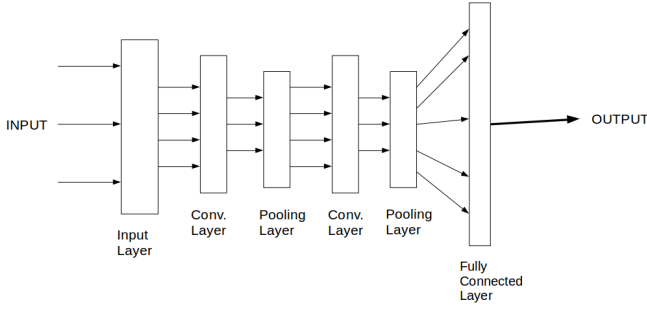 INPUT
Input
Layer
Conv.
Layer
Pooling
Layer
Conv.
Layer
Pooling
Layer
Fully
Connected
Layer
OUTPUT